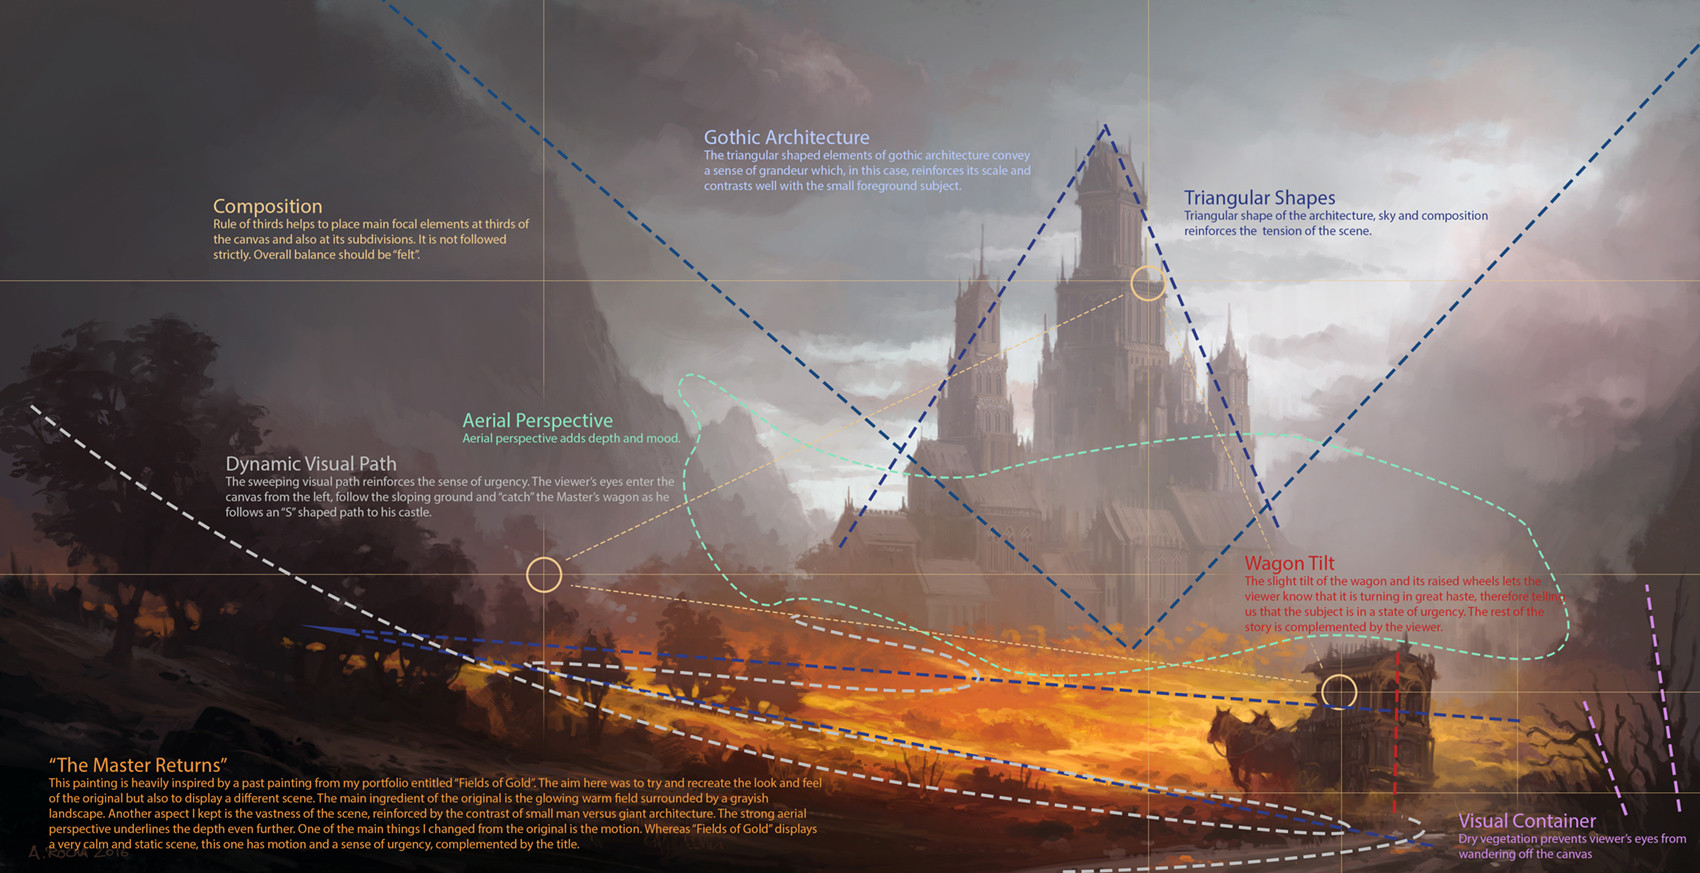 Gothic Architecture
The triangular shaped elements of gothic architecture convey
a sense of grandeur which, in this case, reinforces its scale and
contrasts well with the small foreground subject.
Triangular Shapes
Triangular shape of the architecture, sky and composition
reinforces the tension of the scene.
Composition
Rule of thirds helps to place main focal elements at thirds of
the canvas and also at its subdivisions. It is not followed
strictly. Overall balance should be “felt”.
Aerial Perspective
Aerial perspective adds depth and mood.
Dynamic Visual Path
The sweeping visual path reinforces the sense of urgency. The viewer’s eyes enter the
canvas from the left, follow the sloping ground and “catch” the Master’s wagon as he
follows an “S” shaped path to his castle.
Wagon Tilt
The slight tilt of the wagon and its raised wheels lets the
viewer know that it is turning in great haste, therefore telling
us that the subject is in a state of urgency. The rest of the
story is complemented by the viewer.
“The Master Returns”
This painting is heavily inspired by a past painting from my portfolio entitled “Fields of Gold”. The aim here was to try and recreate the look and feel
of the original but also to display a different scene. The main ingredient of the original is the glowing warm field surrounded by a grayish
landscape. Another aspect I kept is the vastness of the scene, reinforced by the contrast of small man versus giant architecture. The strong aerial
perspective underlines the depth even further. One of the main things I changed from the original is the motion. Whereas “Fields of Gold” displays
a very calm and static scene, this one has motion and a sense of urgency, complemented by the title.
A. ROCHA 2016
Visual Container
Dry vegetation prevents viewer’s eyes from
wandering off the canvas